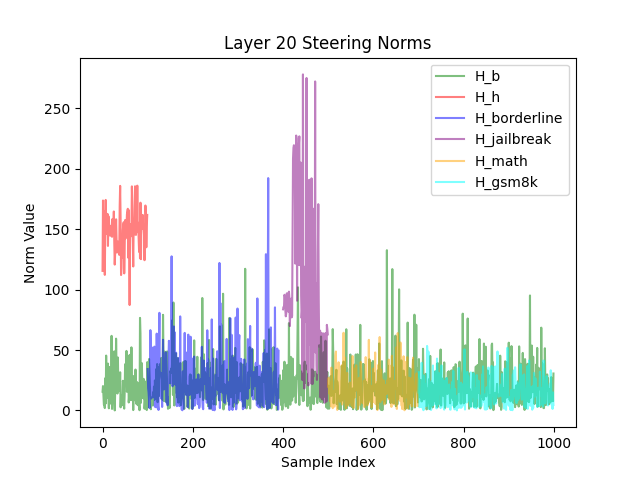 Layer 20 Steering Norms
Norm Value
250
200
150
100
50
0
0
200
400
600
800
1000
Sample Index
H_b
H_h
H_borderline
H_jailbreak
H_math
H_gsm8k